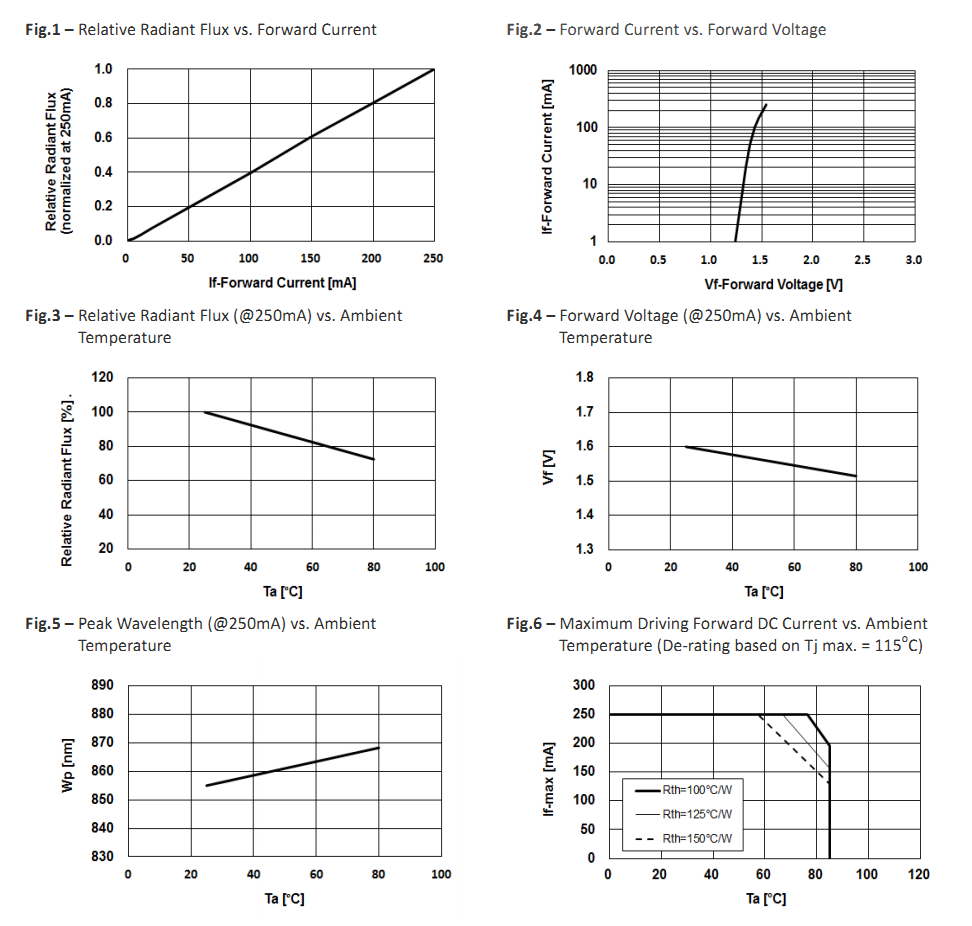 Fig.1 – Relative Radiant Flux vs. Forward Current
Relative Radiant Flux
(normalized at 250mA)
1.0
0.8
0.6
0.4
0.2
0.0
0 50 100 150 200 250
If-Forward Current [mA]
Fig.2 – Forward Current vs. Forward Voltage
If-Forward Current [mA]
1000
100
10
1
0.0 0.5 1.0 1.5 2.0 2.5 3.0
Vf-Forward Voltage [V]
Fig.3 – Relative Radiant Flux (@250mA) vs. Ambient
Temperature
Relative Radiant Flux [%].
120
100
80
60
40
20
0 20 40 60 80 100
Ta [°C]
Fig.4 – Forward Voltage (@250mA) vs. Ambient
Temperature
Vf [V]
1.8
1.7
1.6
1.5
1.4
1.3
0 20 40 60 80 100
Ta [°C]
Fig.5 – Peak Wavelength (@250mA) vs. Ambient
Temperature
Wp [nm]
890
880
870
860
850
840
830
0 20 40 60 80 100
Ta [°C]
Fig.6 – Maximum Driving Forward DC Current vs. Ambient
Temperature (De-rating based on Tj max. = 115°C)
If-max [mA]
300
250
200
150
100
50
0
Rth=100°C/W
Rth=125°C/W
Rth=150°C/W
0 20 40 60 80 100 120
Ta [°C]